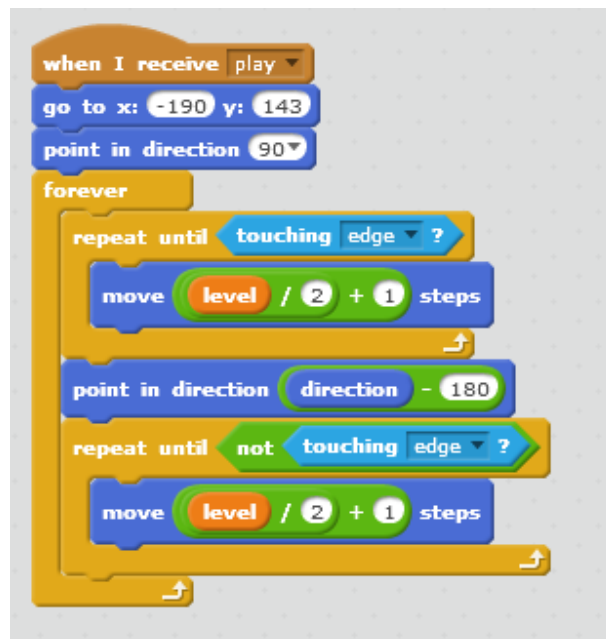 when I receive play
go to x: -190 y: 143
point in direction 90
forever
repeat until touching edge ?
move level / 2 + 1 steps
point in direction direction - 180
repeat until not touching edge ?
move level / 2 + 1 steps